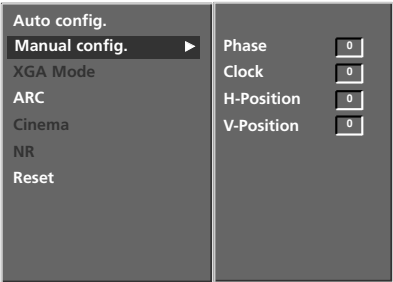 Auto config.
Manual config. ▶
XGA Mode
ARC
Cinema
NR
Reset
Phase 0
Clock 0
H-Position 0
V-Position 0